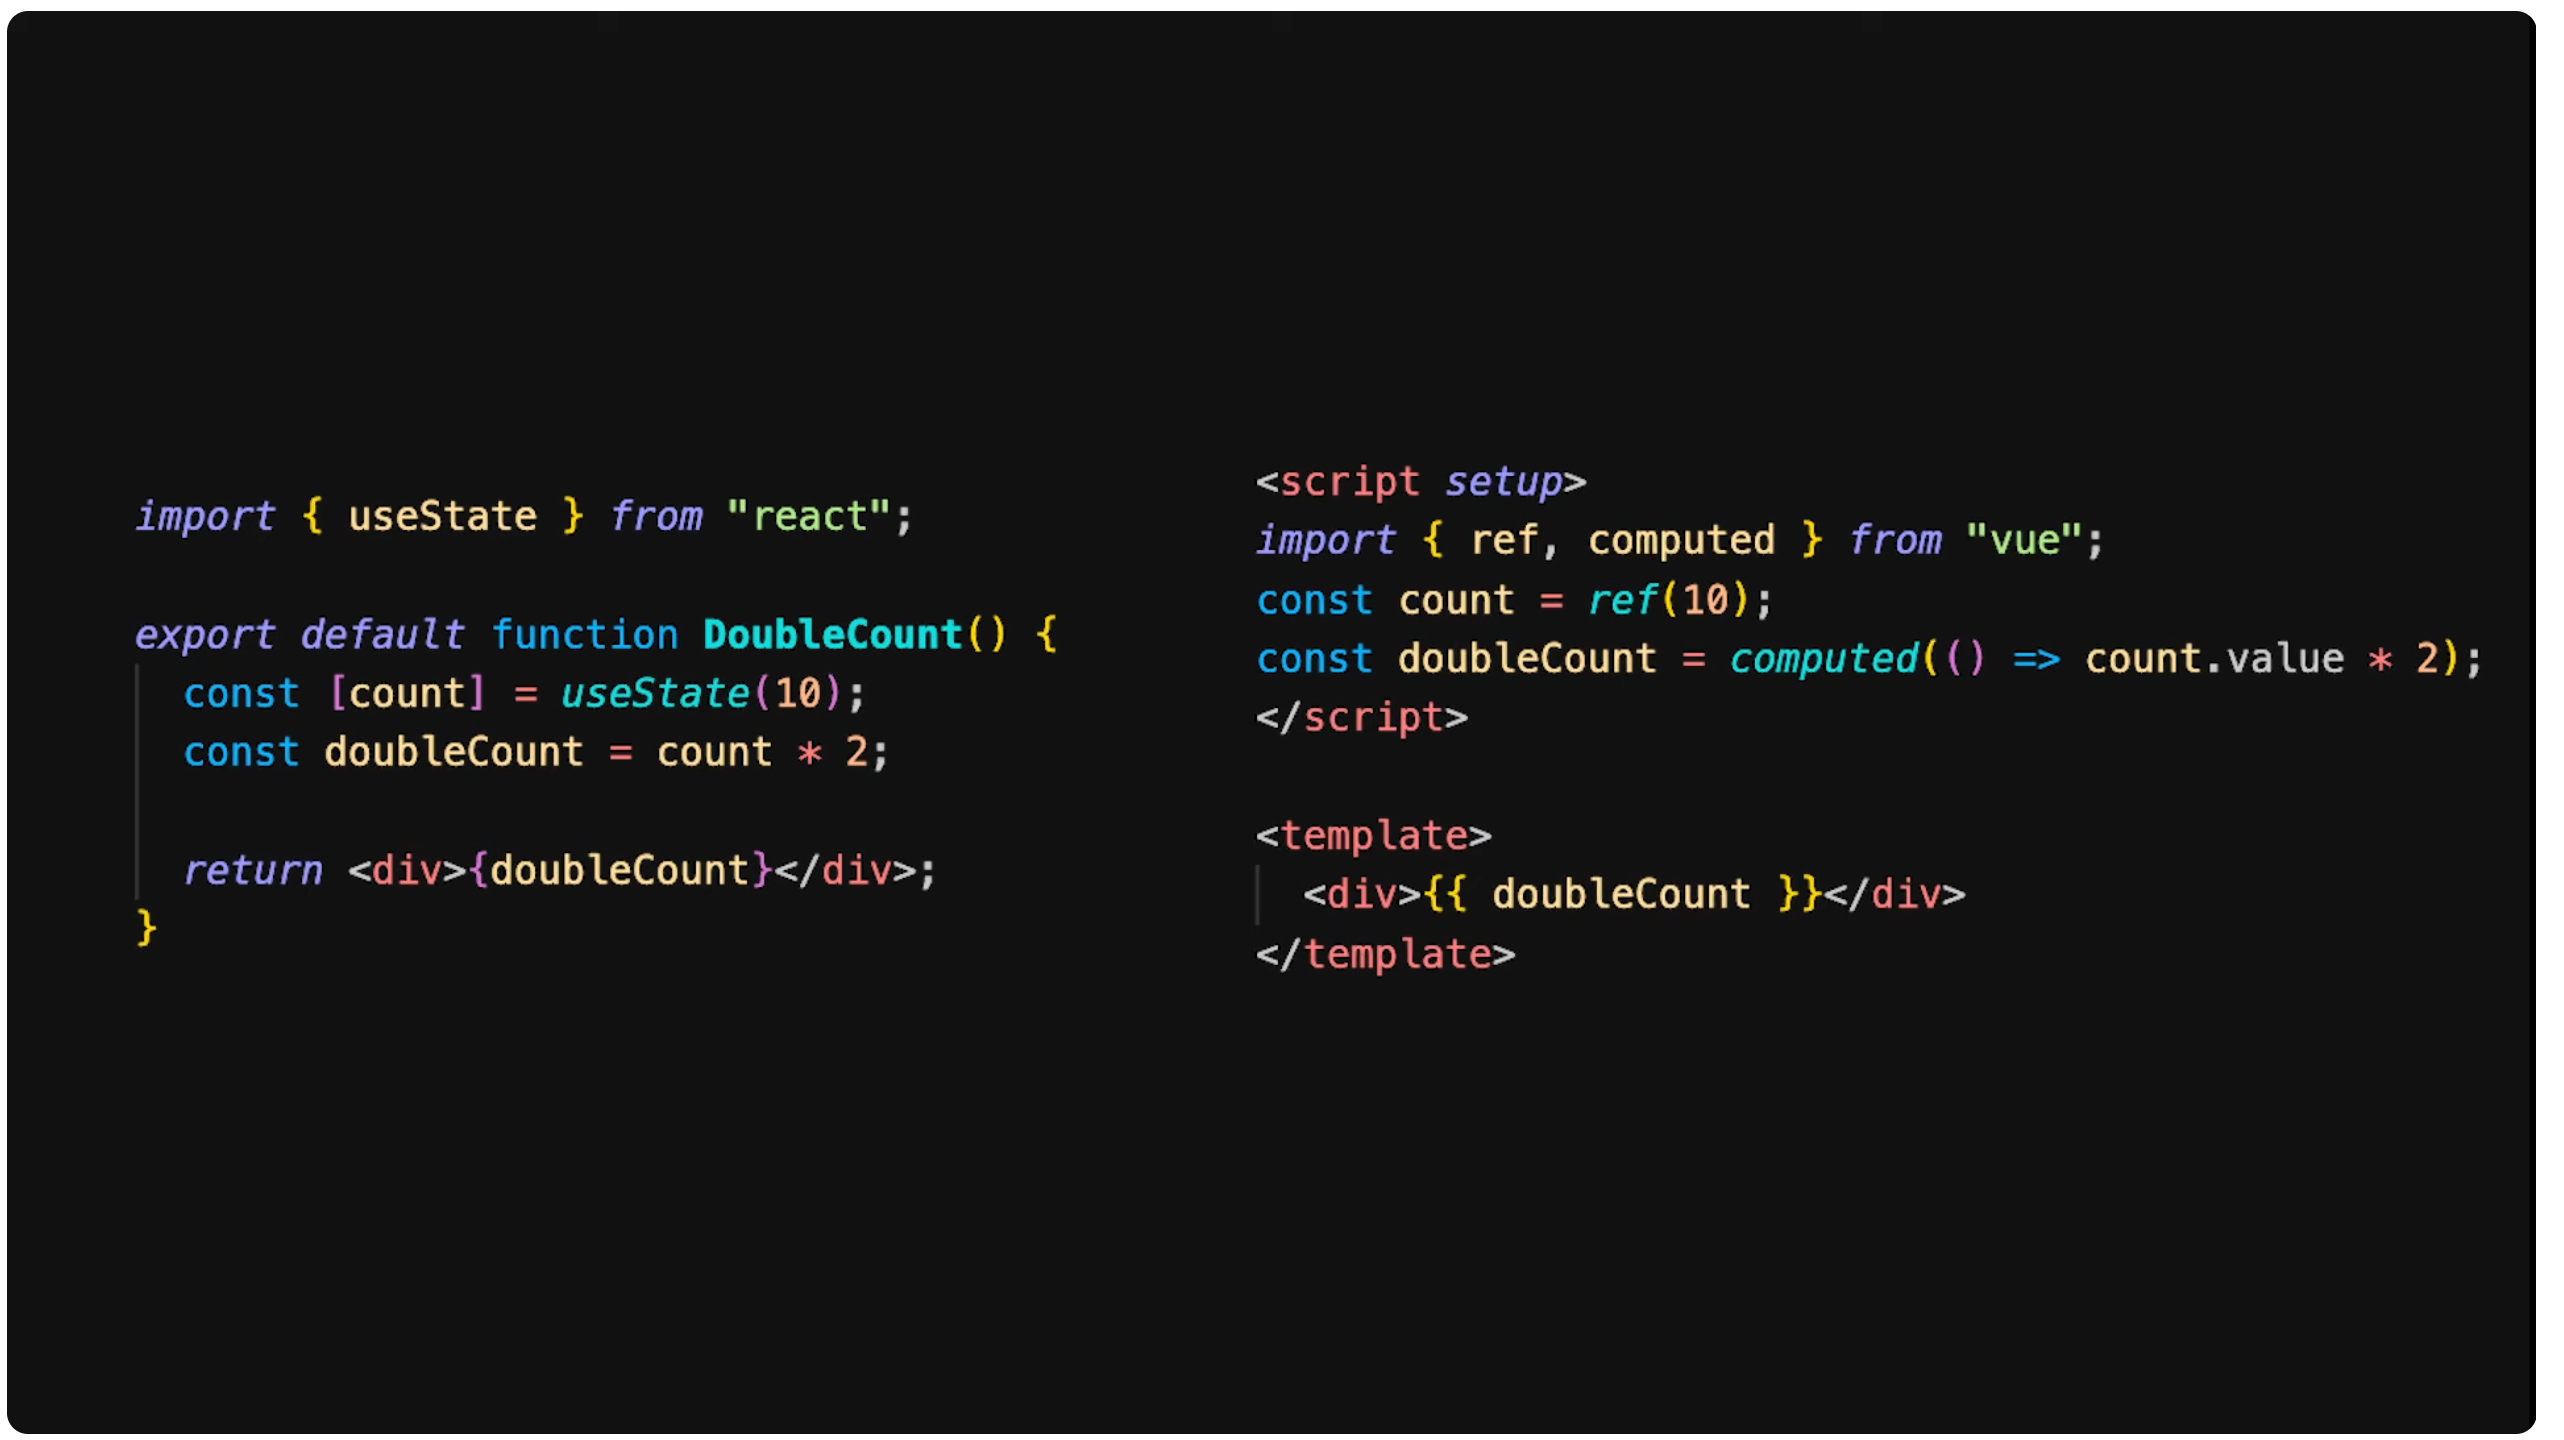 import { useState } from "react";
export default function DoubleCount() {
const [count] = useState(10);
const doubleCount = count * 2;
return <div>{doubleCount}</div>;
}
<script setup>
import { ref, computed } from "vue";
const count = ref(10);
const doubleCount = computed(() => count.value * 2);
</script>
<template>
<div>{{ doubleCount }}</div>
</template>